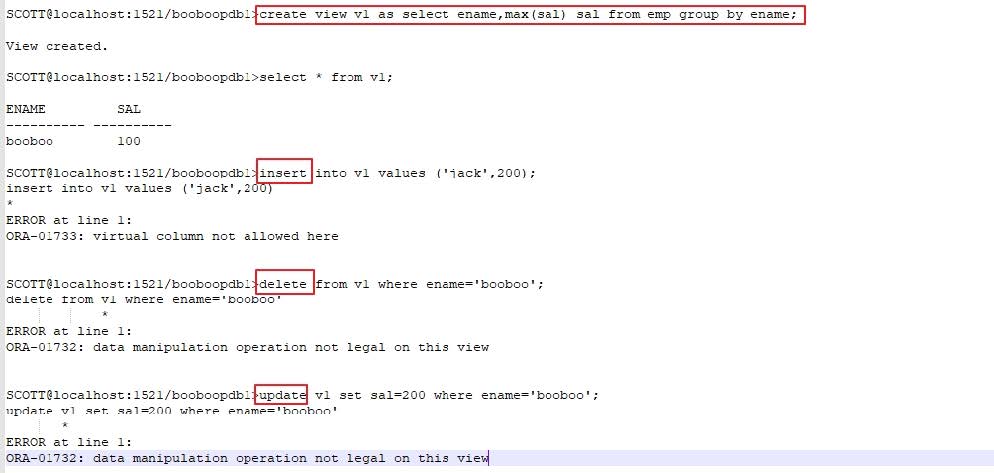 SCOTT@localhost:1521/booboopdb1>create view v1 as select ename,max(sal) sal from emp group by ename;
View created.
SCOTT@localhost:1521/booboopdb1>select * from v1;
ENAME             SAL
---------- ----------
booboo            100
SCOTT@localhost:1521/booboopdb1>insert into v1 values ('jack',200);
insert into v1 values ('jack',200)
*
ERROR at line 1:
ORA-01733: virtual column not allowed here
SCOTT@localhost:1521/booboopdb1>delete from v1 where ename='booboo';
delete from v1 where ename='booboo'
            *
ERROR at line 1:
ORA-01732: data manipulation operation not legal on this view
SCOTT@localhost:1521/booboopdb1>update v1 set sal=200 where ename='booboo';
update v1 set sal=200 where ename='booboo'
       *
ERROR at line 1:
ORA-01732: data manipulation operation not legal on this view